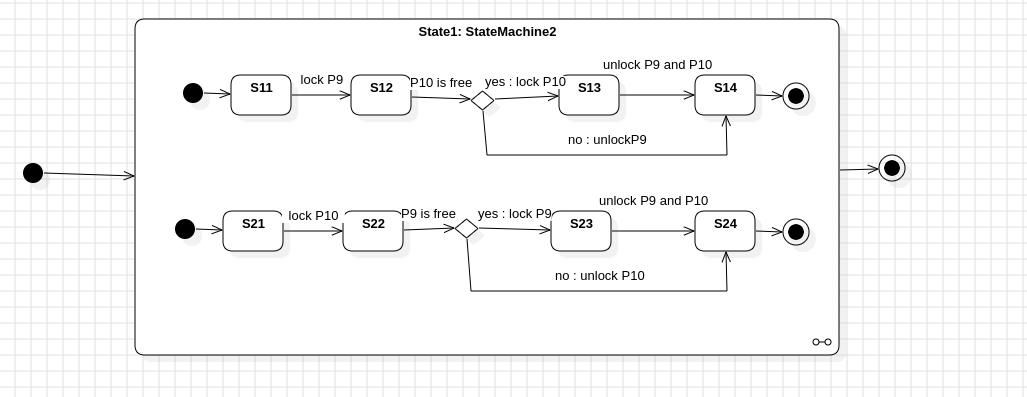 State1: StateMachine2
unlock P9 and P10
lock P9
P10 is free
yes : lock P10
S11
S12
S13
S14
no : unlockP9
unlock P9 and P10
lock P10
P9 is free
yes : lock P9
S21
S22
S23
S24
no : unlock P10